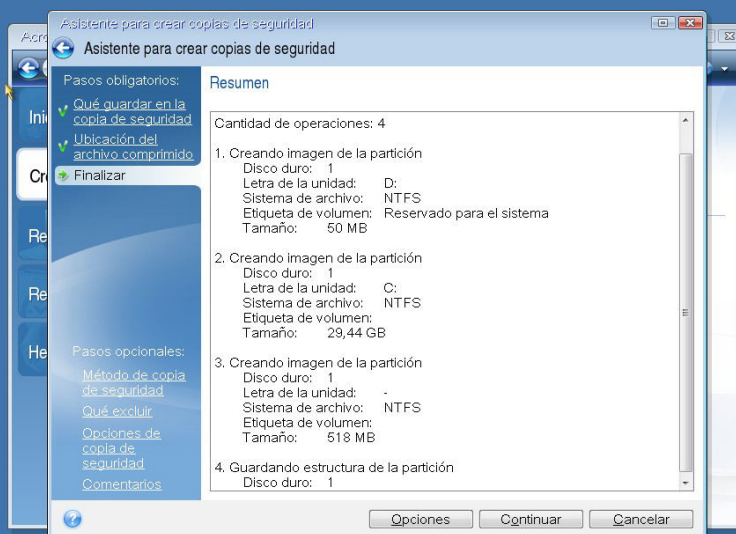 Asistente para crear copias de seguridad
Acro
Asistente para crear copias de seguridad
Pasos obligatorios:
Qué guardar en la
copia de seguridad
Ubicación del
archivo comprimido
Finalizar
Ini
Cr
Re
Re
He
Pasos opcionales:
Método de copia
de seguridad
Qué excluir
Opciones de
copia de
seguridad
Comentarios
Resumen
Cantidad de operaciones: 4
1. Creando imagen de la partición
Disco duro: 1
Letra de la unidad: D:
Sistema de archivo: NTFS
Etiqueta de volumen: Reservado para el sistema
Tamaño: 50 MB
2. Creando imagen de la partición
Disco duro: 1
Letra de la unidad: C:
Sistema de archivo: NTFS
Etiqueta de volumen:
Tamaño: 29,44 GB
3. Creando imagen de la partición
Disco duro: 1
Letra de la unidad: -
Sistema de archivo: NTFS
Etiqueta de volumen:
Tamaño: 518 MB
4. Guardando estructura de la partición
Disco duro: 1
Opciones
Continuar
Cancelar